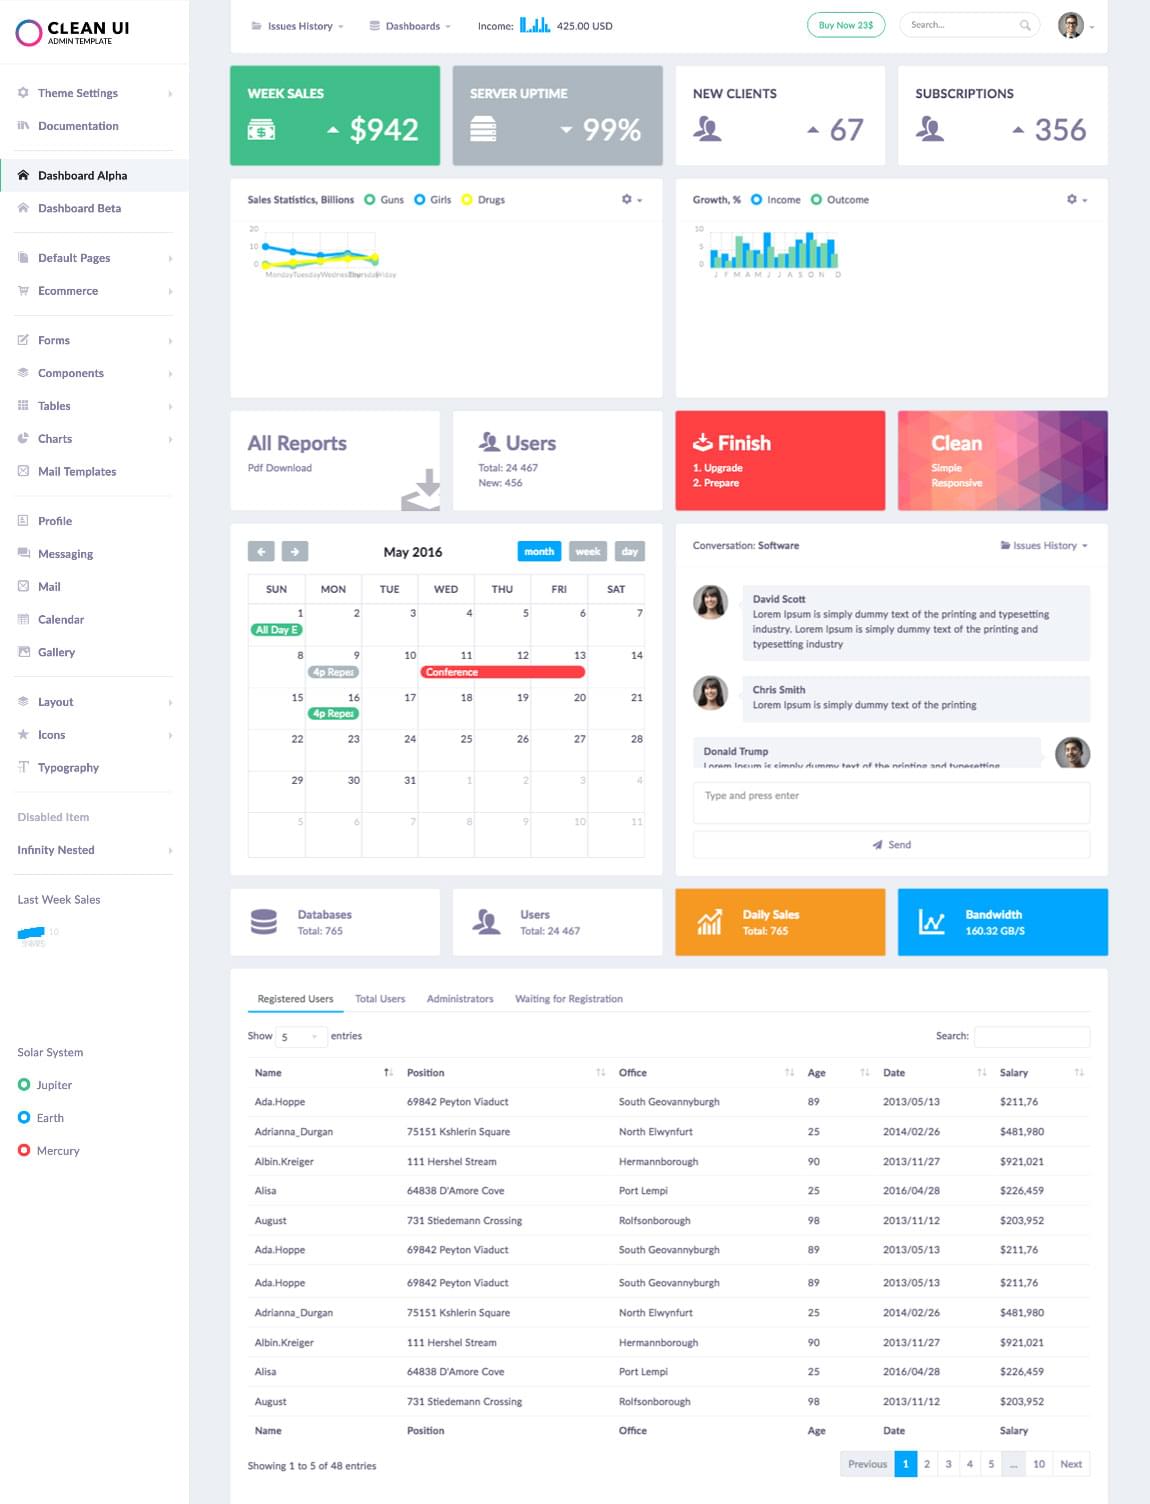 CLEAN UI
ADMIN TEMPLATE
Issues History
Dashboards
Income:
425.00 USD
Buy Now 23$
Search...
Theme Settings
Documentation
Dashboard Alpha
Dashboard Beta
Default Pages
Ecommerce
Forms
Components
Tables
Charts
Mail Templates
Profile
Messaging
Mail
Calendar
Gallery
Layout
Icons
Typography
Disabled Item
Infinity Nested
Last Week Sales
10
Solar System
Jupiter
Earth
Mercury
WEEK SALES
$942
SERVER UPTIME
99%
NEW CLIENTS
67
SUBSCRIPTIONS
356
Sales Statistics, Billions Guns Girls Drugs
20
10
0
Monday Tuesday Wednesday Thursday Friday
Growth, % Income Outcome
10
5
0
J F M A M J J A S O N D
All Reports
Pdf Download
Users
Total: 24 467
New: 456
Finish
1. Upgrade
2. Prepare
Clean
Simple
Responsive
May 2016
month week day
SUN MON TUE WED THU FRI SAT
1 2 3 4 5 6 7
All Day E
8 9 10 11 12 13 14
4p Repea Conference
15 16 17 18 19 20 21
4p Repea
22 23 24 25 26 27 28
29 30 31 1 2 3 4
5 6 7 8 9 10 11
Conversation: Software
Issues History
David Scott
Lorem Ipsum is simply dummy text of the printing and typesetting
industry. Lorem Ipsum is simply dummy text of the printing and
typesetting industry
Chris Smith
Lorem Ipsum is simply dummy text of the printing
Donald Trump
Lorem Ipsum is simply dummy text of the printing and typesetting
Type and press enter
Send
Databases
Total: 765
Users
Total: 24 467
Daily Sales
Total: 765
Bandwidth
160.32 GB/S
Registered Users Total Users Administrators Waiting for Registration
Show 5 entries
Search:
Name Position Office Age Date Salary
Ada.Hoppe 69842 Peyton Viaduct South Geovannyburgh 89 2013/05/13 $211,76
Adrianna_Durgan 75151 Kshlerin Square North Elwynfurt 25 2014/02/26 $481,980
Albin.Kreiger 111 Hershel Stream Hermannborough 90 2013/11/27 $921,021
Alisa 64838 D'Amore Cove Port Lempi 25 2016/04/28 $226,459
August 731 Stiedemann Crossing Rolfsonborough 98 2013/11/12 $203,952
Ada.Hoppe 69842 Peyton Viaduct South Geovannyburgh 89 2013/05/13 $211,76
Ada.Hoppe 69842 Peyton Viaduct South Geovannyburgh 89 2013/05/13 $211,76
Adrianna_Durgan 75151 Kshlerin Square North Elwynfurt 25 2014/02/26 $481,980
Albin.Kreiger 111 Hershel Stream Hermannborough 90 2013/11/27 $921,021
Alisa 64838 D'Amore Cove Port Lempi 25 2016/04/28 $226,459
August 731 Stiedemann Crossing Rolfsonborough 98 2013/11/12 $203,952
Name Position Office Age Date Salary
Showing 1 to 5 of 48 entries
Previous 1 2 3 4 5 ... 10 Next